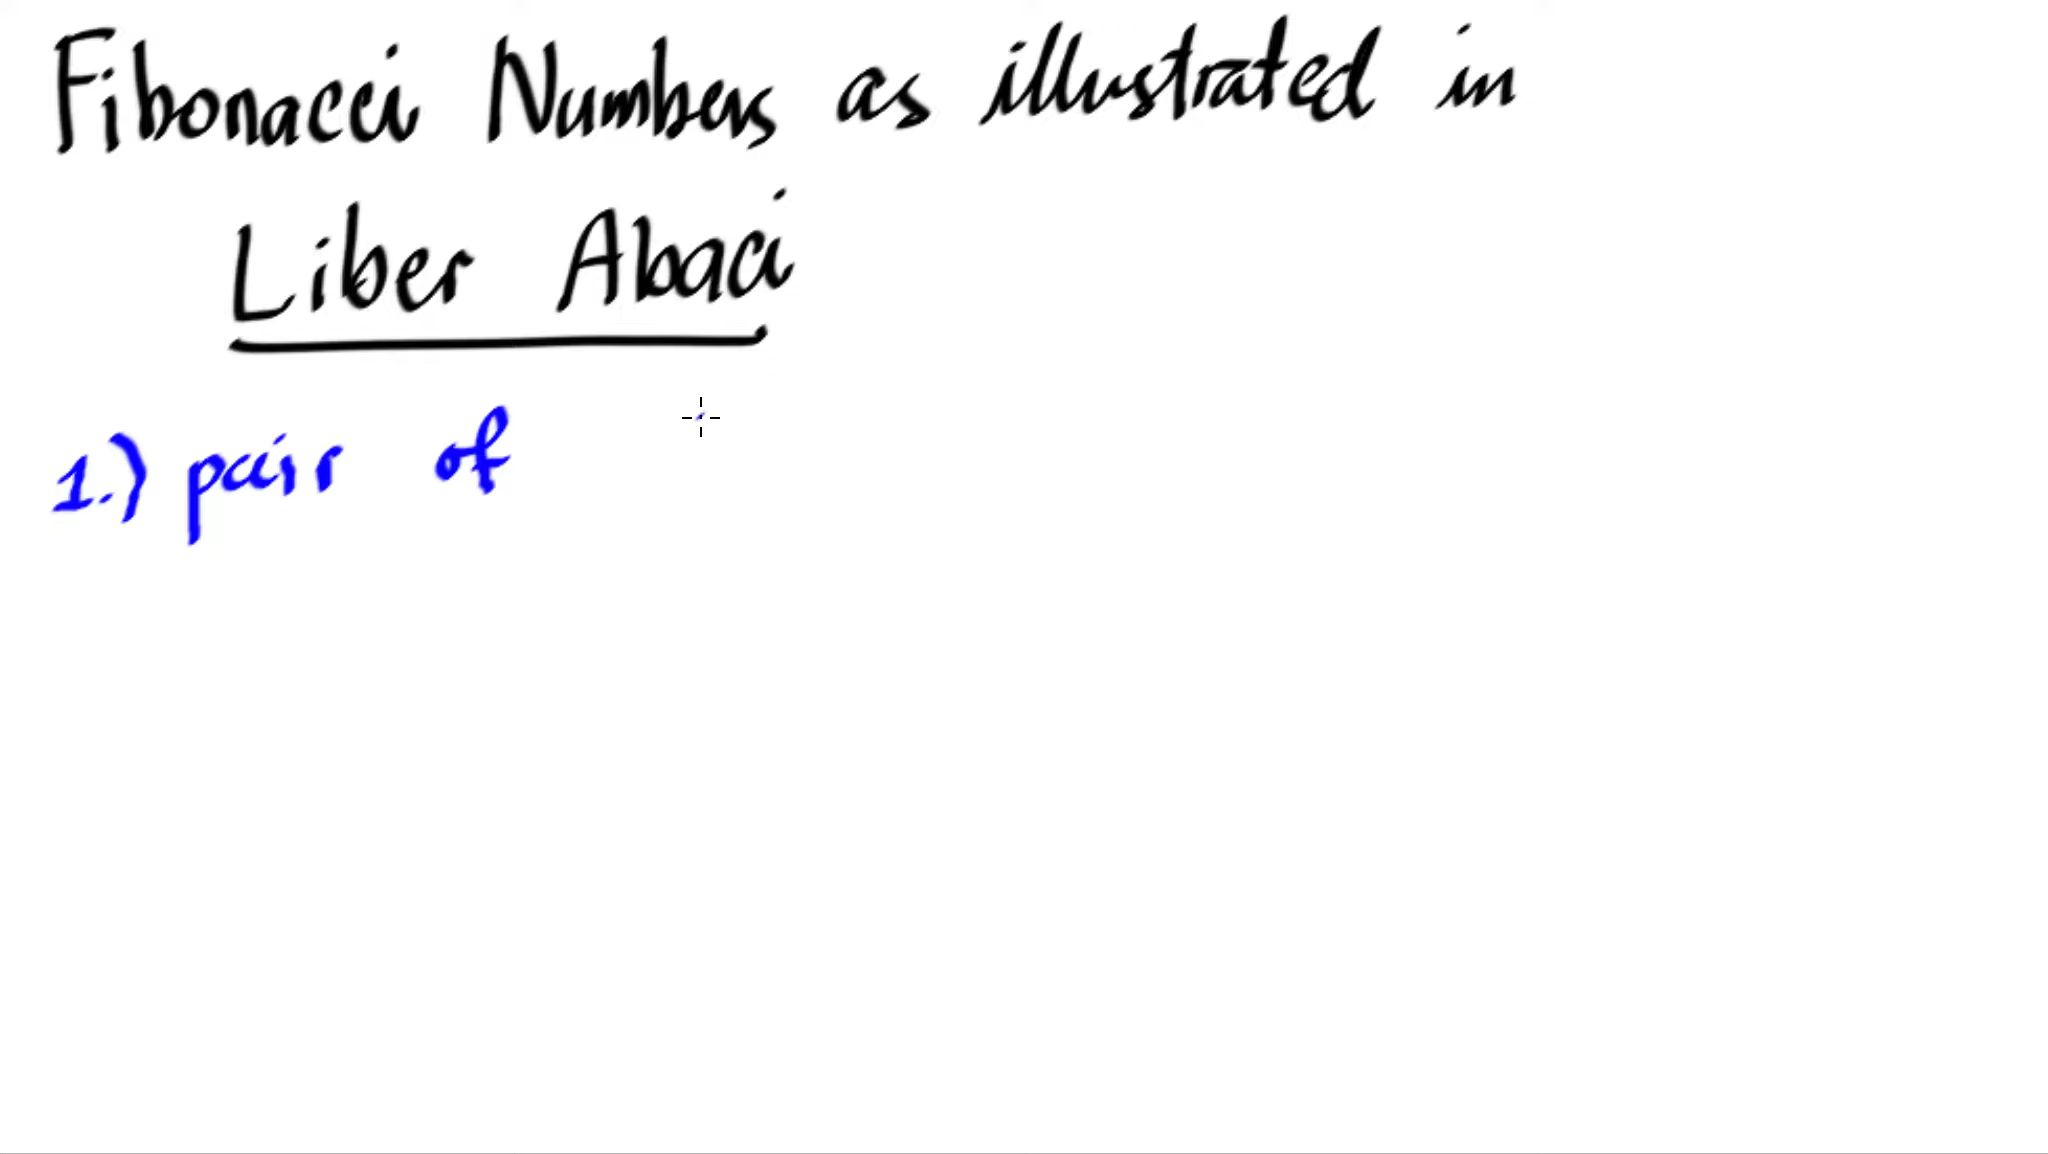 Fibonacci Numbers as illustrated in
Liber Abaci
1.) pair of